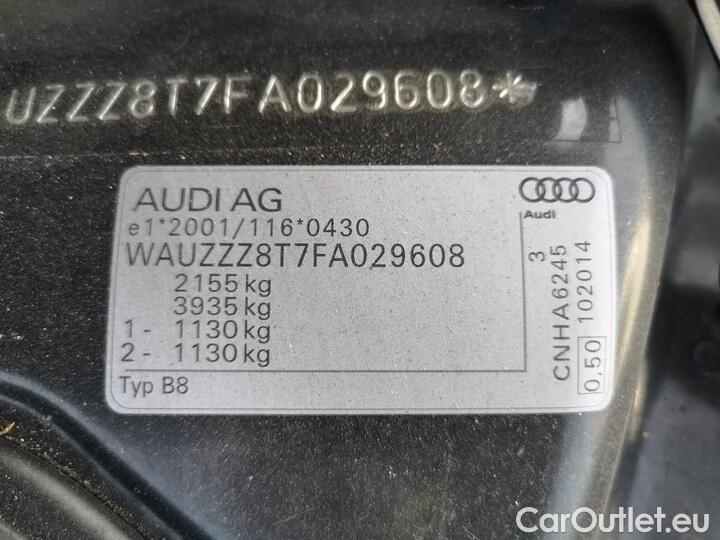 UZZZ8T7FA029608*
AUDI AG
e1*2001/116*0430
WAUZZZ8T7FA029608
2155 kg
3935 kg
1 - 1130 kg
2 - 1130 kg
Typ B8
Audi
3
CNHA6245
102014
0,50
CarOutlet.eu